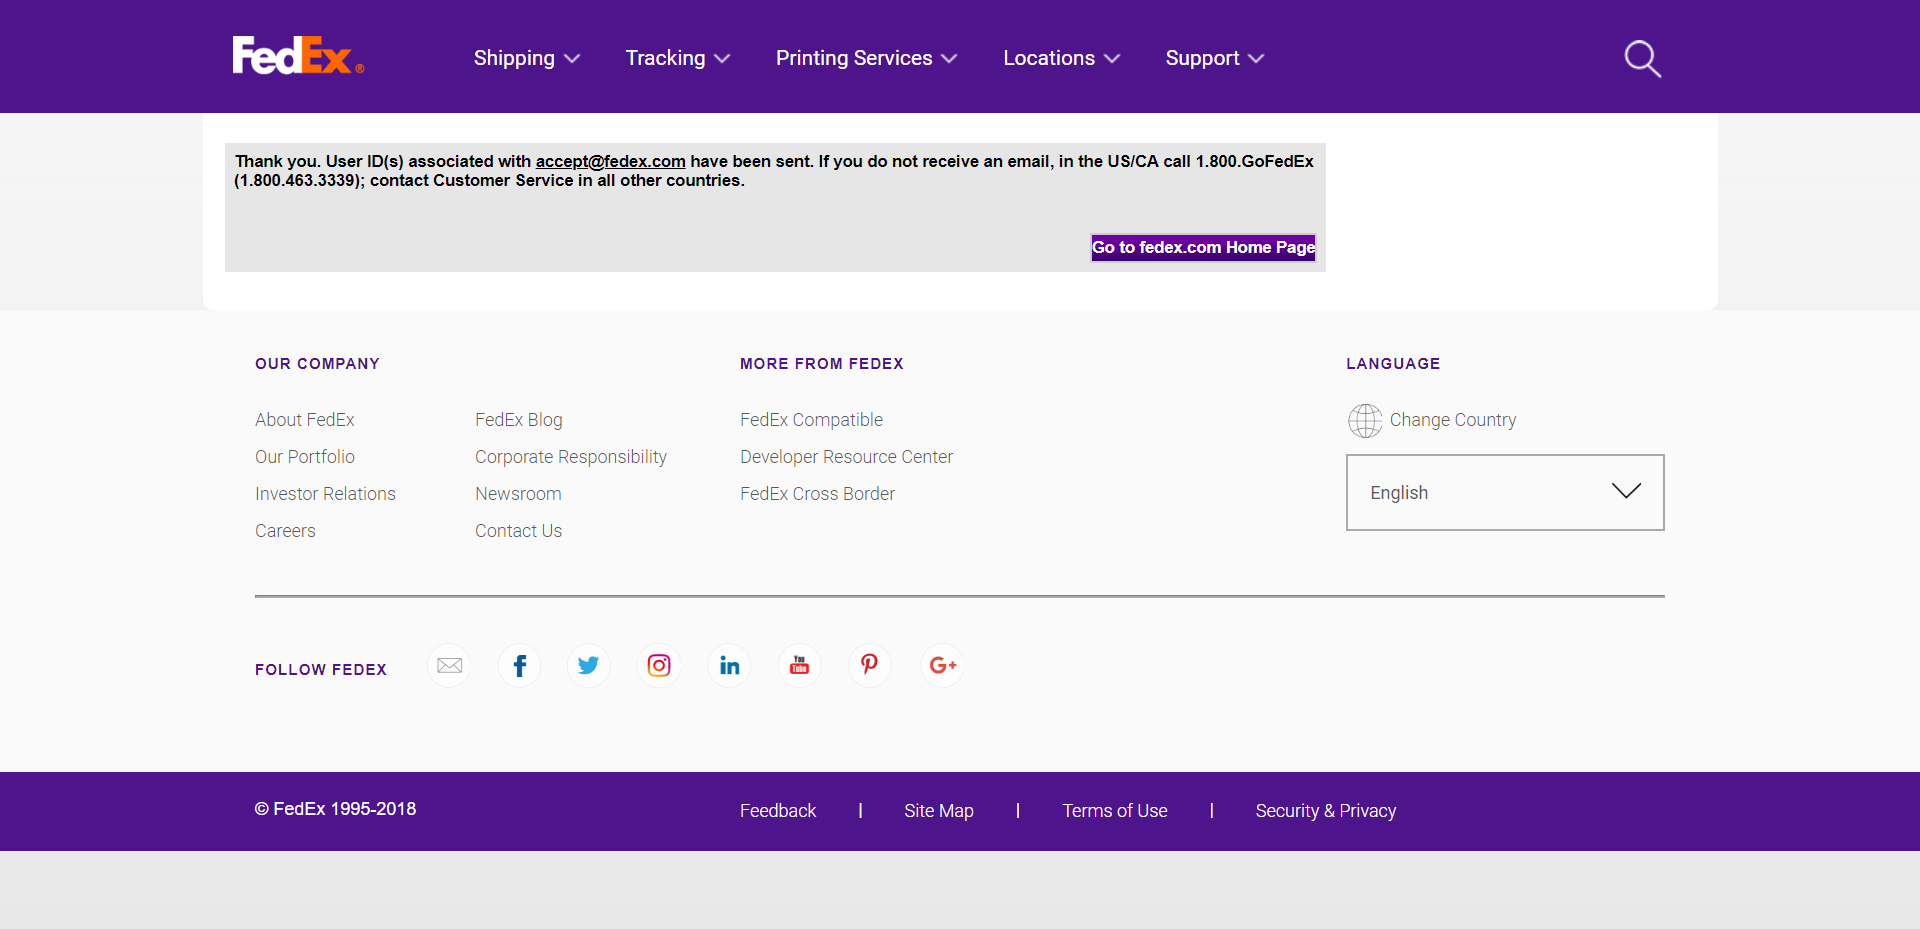 FedEx®
Shipping
Tracking
Printing Services
Locations
Support
Thank you. User ID(s) associated with accept@fedex.com have been sent. If you do not receive an email, in the US/CA call 1.800.GoFedEx
(1.800.463.3339); contact Customer Service in all other countries.
Go to fedex.com Home Page
OUR COMPANY
About FedEx
Our Portfolio
Investor Relations
Careers
FedEx Blog
Corporate Responsibility
Newsroom
Contact Us
MORE FROM FEDEX
FedEx Compatible
Developer Resource Center
FedEx Cross Border
LANGUAGE
Change Country
English
FOLLOW FEDEX
f
in
You Tube
G+
© FedEx 1995-2018
Feedback | Site Map | Terms of Use | Security & Privacy